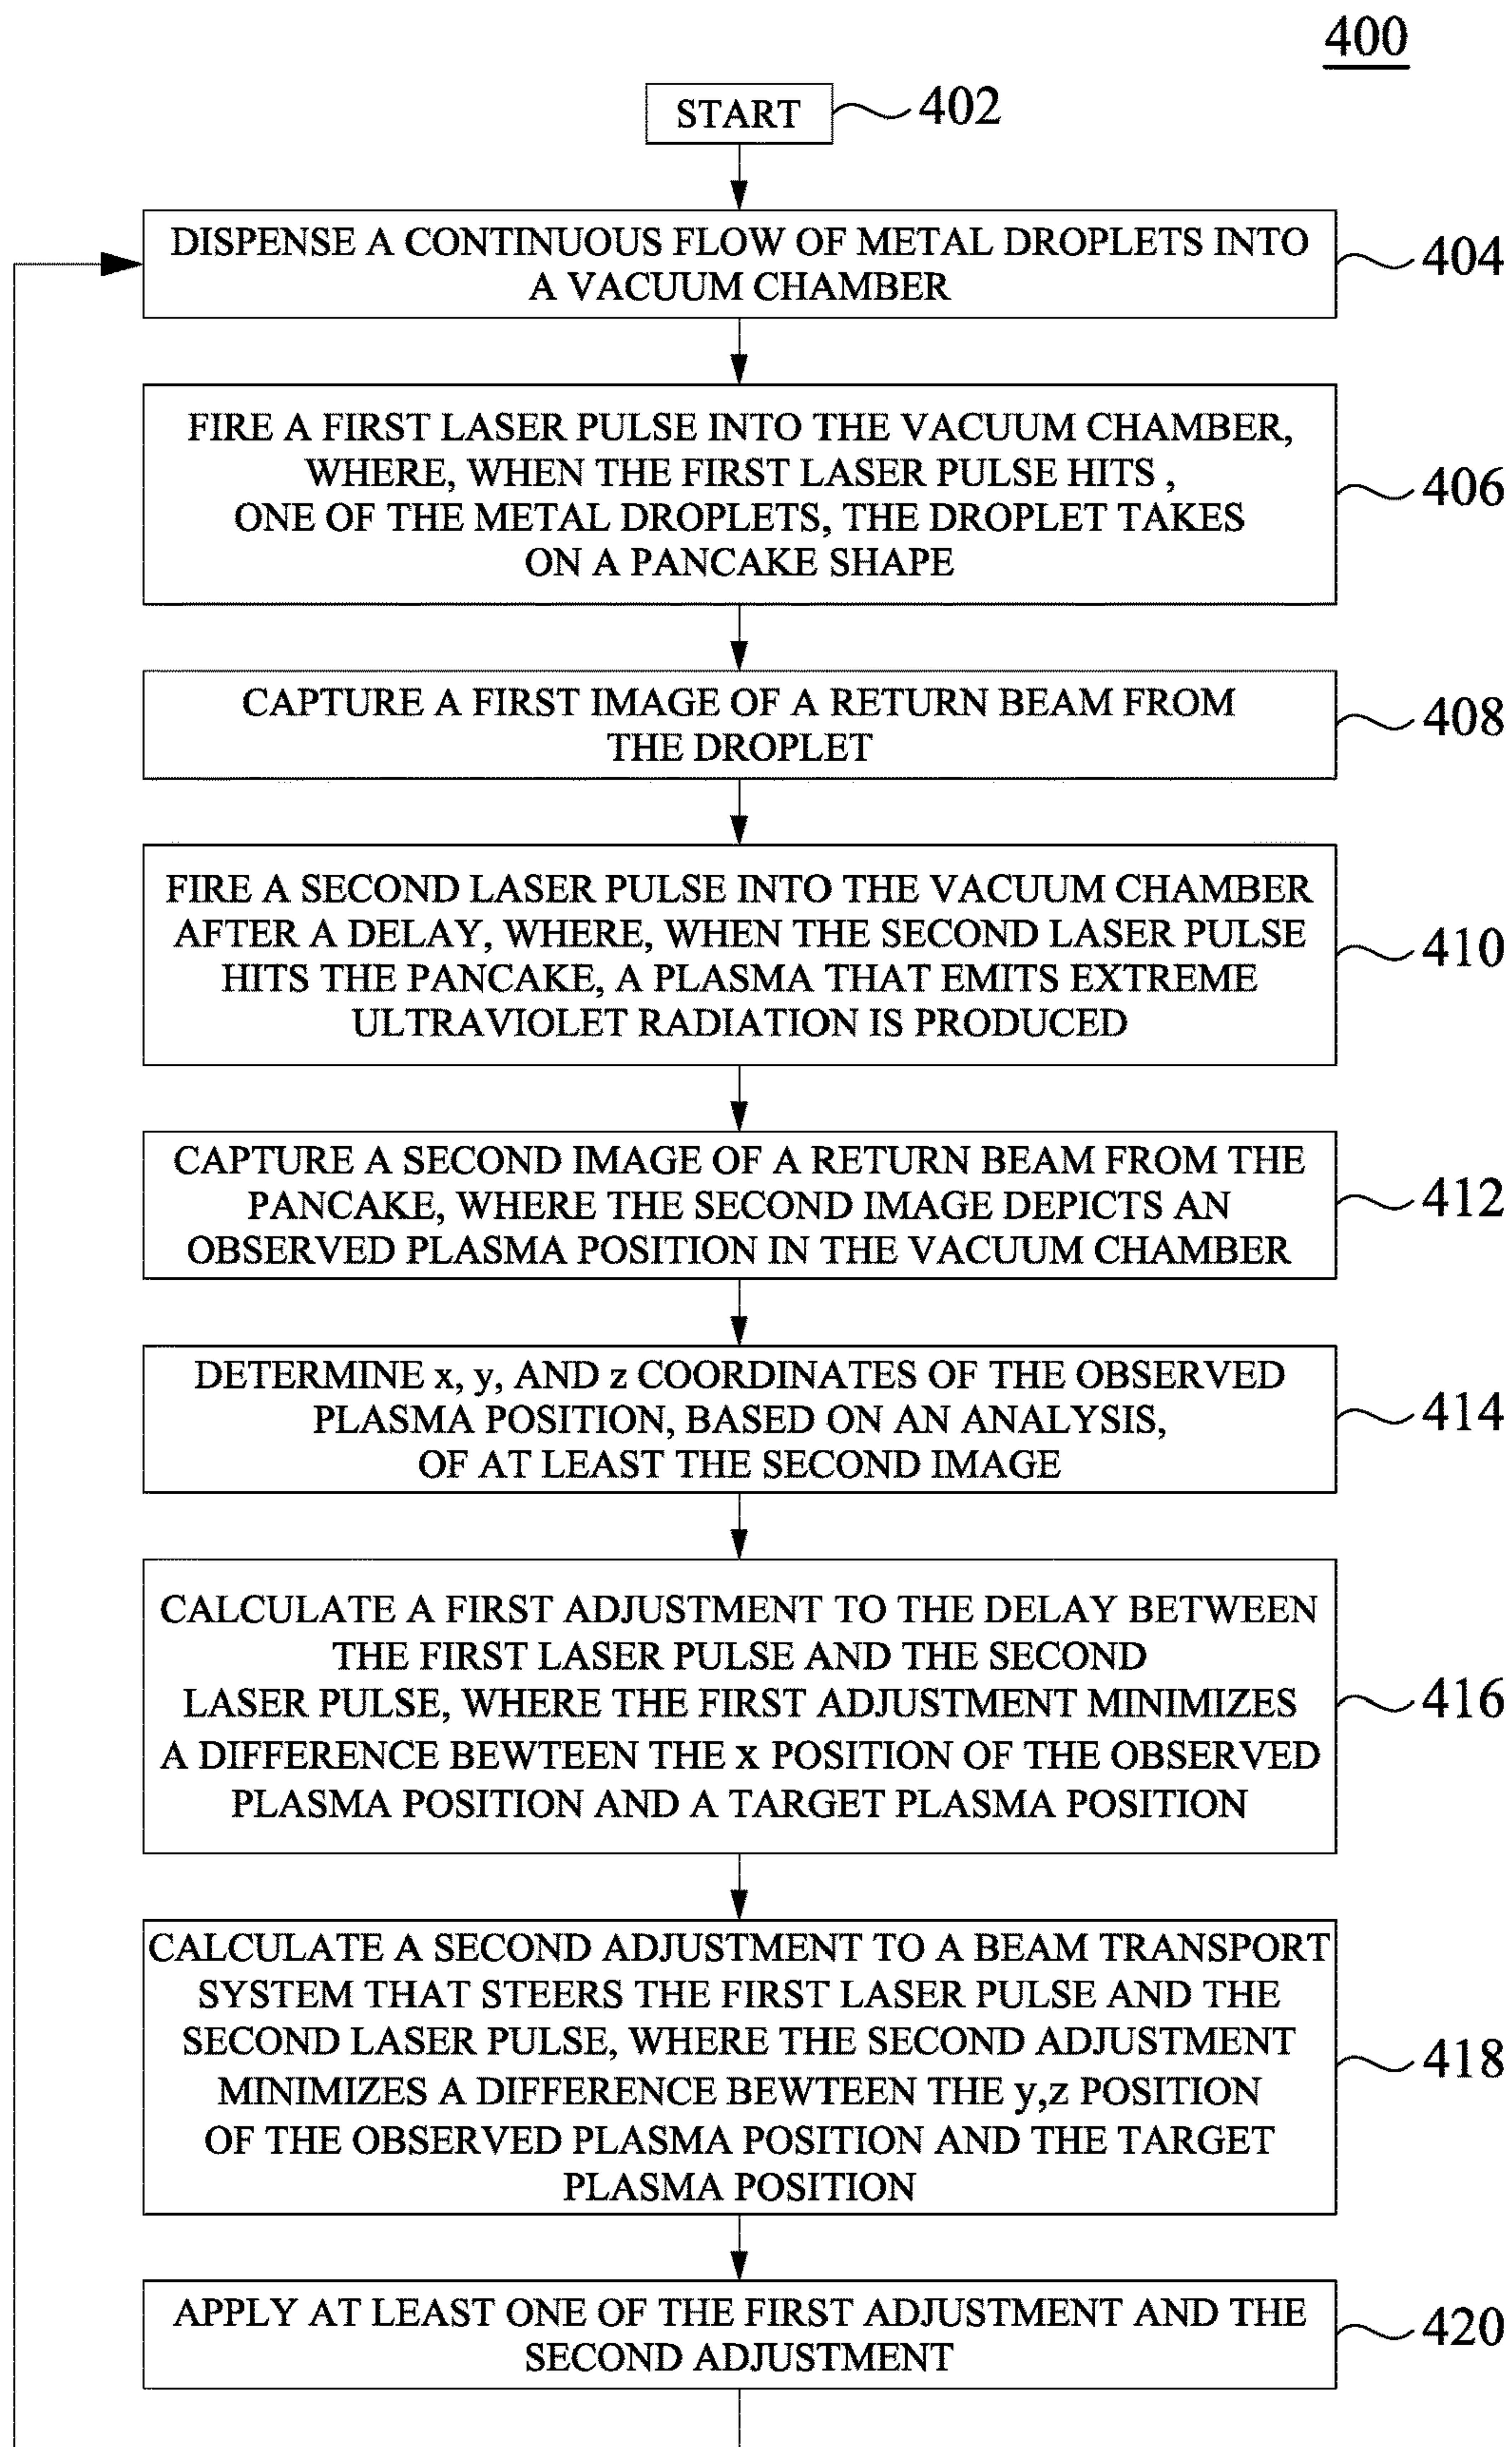 400
START 402
DISPENSE A CONTINUOUS FLOW OF METAL DROPLETS INTO
A VACUUM CHAMBER
404
FIRE A FIRST LASER PULSE INTO THE VACUUM CHAMBER,
WHERE, WHEN THE FIRST LASER PULSE HITS ,
ONE OF THE METAL DROPLETS, THE DROPLET TAKES
ON A PANCAKE SHAPE
406
CAPTURE A FIRST IMAGE OF A RETURN BEAM FROM
THE DROPLET
408
FIRE A SECOND LASER PULSE INTO THE VACUUM CHAMBER
AFTER A DELAY, WHERE, WHEN THE SECOND LASER PULSE
HITS THE PANCAKE, A PLASMA THAT EMITS EXTREME
ULTRAVIOLET RADIATION IS PRODUCED
410
CAPTURE A SECOND IMAGE OF A RETURN BEAM FROM THE
PANCAKE, WHERE THE SECOND IMAGE DEPICTS AN
OBSERVED PLASMA POSITION IN THE VACUUM CHAMBER
412
DETERMINE x, y, AND z COORDINATES OF THE OBSERVED
PLASMA POSITION, BASED ON AN ANALYSIS,
OF AT LEAST THE SECOND IMAGE
414
CALCULATE A FIRST ADJUSTMENT TO THE DELAY BETWEEN
THE FIRST LASER PULSE AND THE SECOND
LASER PULSE, WHERE THE FIRST ADJUSTMENT MINIMIZES
A DIFFERENCE BEWTEEN THE x POSITION OF THE OBSERVED
PLASMA POSITION AND A TARGET PLASMA POSITION
416
CALCULATE A SECOND ADJUSTMENT TO A BEAM TRANSPORT
SYSTEM THAT STEERS THE FIRST LASER PULSE AND THE
SECOND LASER PULSE, WHERE THE SECOND ADJUSTMENT
MINIMIZES A DIFFERENCE BEWTEEN THE y,z POSITION
OF THE OBSERVED PLASMA POSITION AND THE TARGET
PLASMA POSITION
418
APPLY AT LEAST ONE OF THE FIRST ADJUSTMENT AND THE
SECOND ADJUSTMENT
420